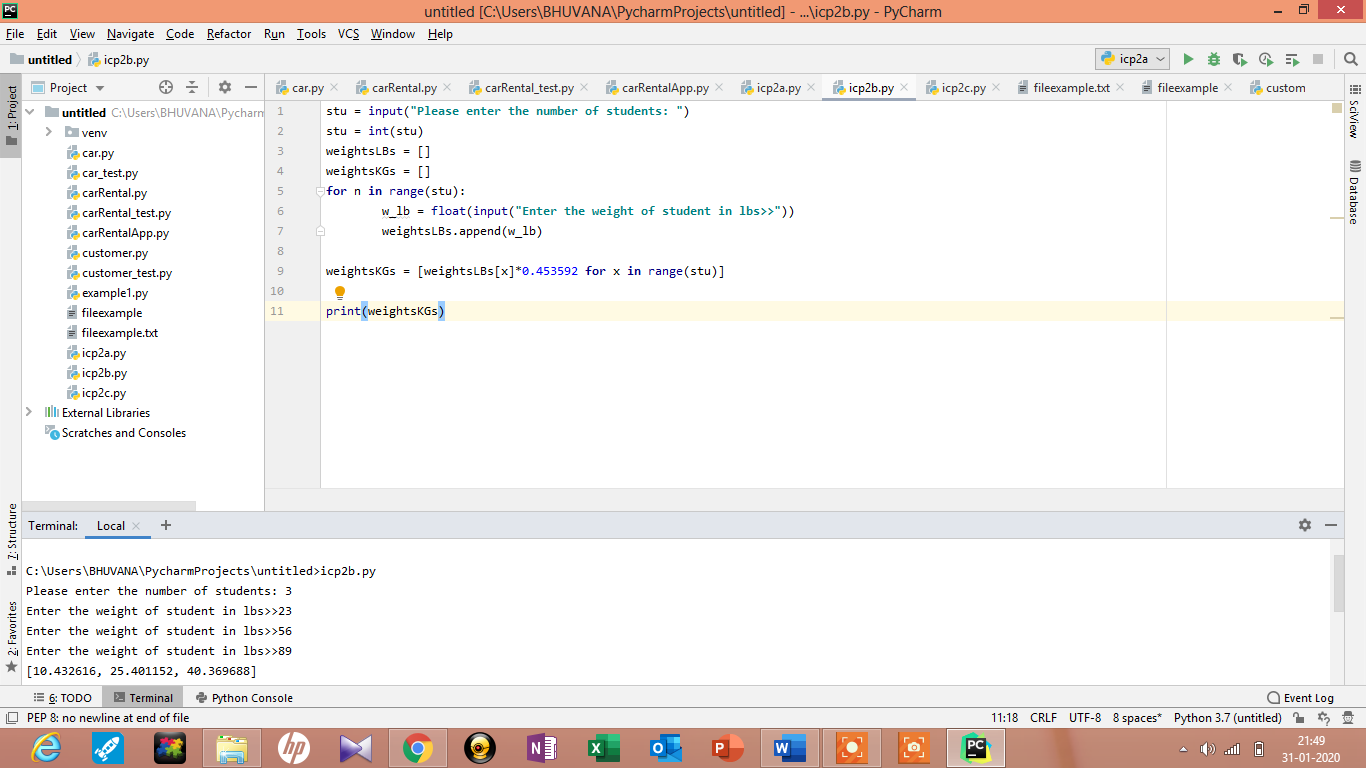 untitled [C:\Users\BHUVANA\PycharmProjects\untitled] - ...\icp2b.py - PyCharm
File Edit View Navigate Code Refactor Run Tools VCS Window Help
untitled icp2b.py icp2a
Project
car.py carRental.py carRental_test.py carRentalApp.py icp2a.py icp2b.py icp2c.py fileexample.txt fileexample custom
1: Project
untitled C:\Users\BHUVANA\Pycharm
venv
car.py
car_test.py
carRental.py
carRental_test.py
carRentalApp.py
customer.py
customer_test.py
example1.py
fileexample
fileexample.txt
icp2a.py
icp2b.py
icp2c.py
External Libraries
Scratches and Consoles
1 stu = input("Please enter the number of students: ")
2 stu = int(stu)
3 weightsLBs = []
4 weightsKGs = []
5 for n in range(stu):
6 w_lb = float(input("Enter the weight of student in lbs>>"))
7 weightsLBs.append(w_lb)
8
9 weightsKGs = [weightsLBs[x]*0.453592 for x in range(stu)]
10
11 print(weightsKGs)
SciView
Database
7: Structure
2: Favorites
Terminal: Local +
C:\Users\BHUVANA\PycharmProjects\untitled>icp2b.py
Please enter the number of students: 3
Enter the weight of student in lbs>>23
Enter the weight of student in lbs>>56
Enter the weight of student in lbs>>89
[10.432616, 25.401152, 40.369688]
6: TODO Terminal Python Console Event Log
PEP 8: no newline at end of file 11:18 CRLF UTF-8 8 spaces* Python 3.7 (untitled)
21:49
31-01-2020